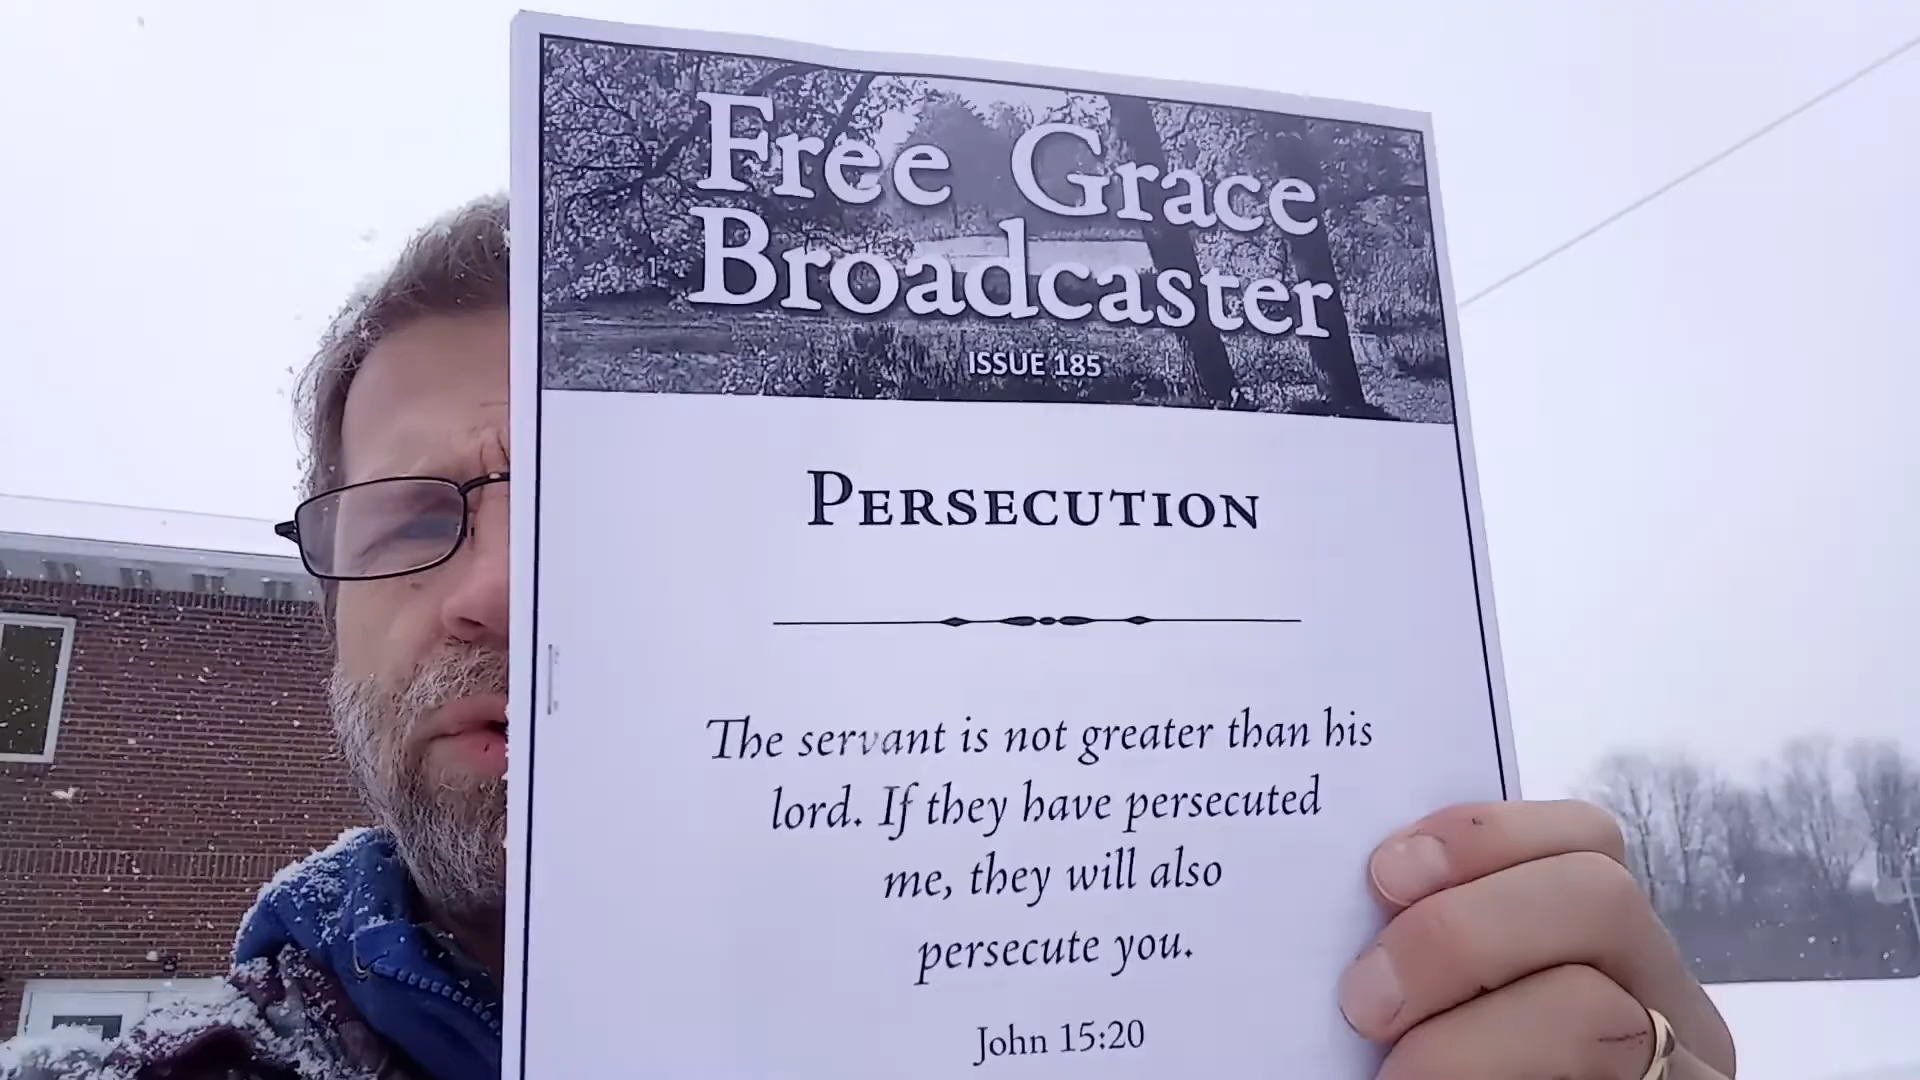 Free Grace
Broadcaster
ISSUE 185
PERSECUTION
The servant is not greater than his
lord. If they have persecuted
me, they will also
persecute you.
John 15:20